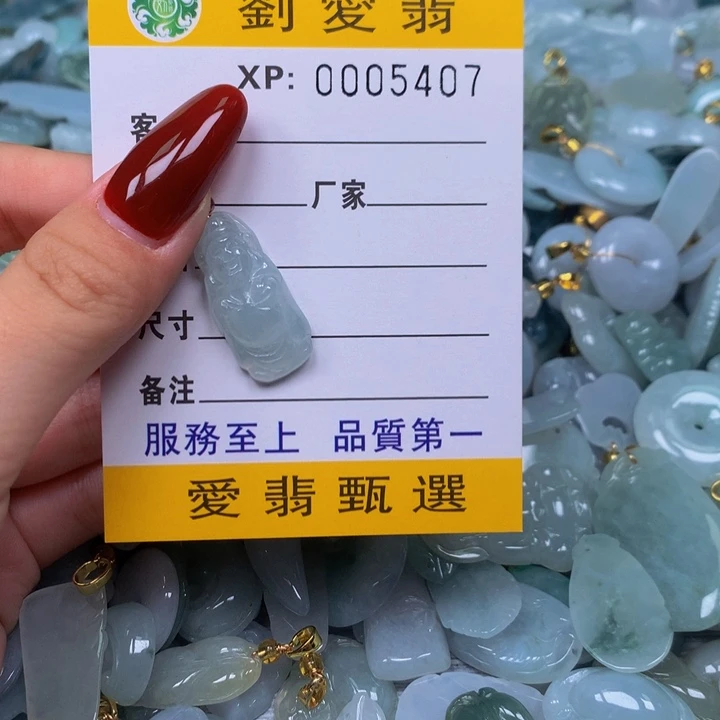 劉愛翡
XP: 0005407
客
厂家
尺寸
备注
服務至上 品質第一
愛翡甄選